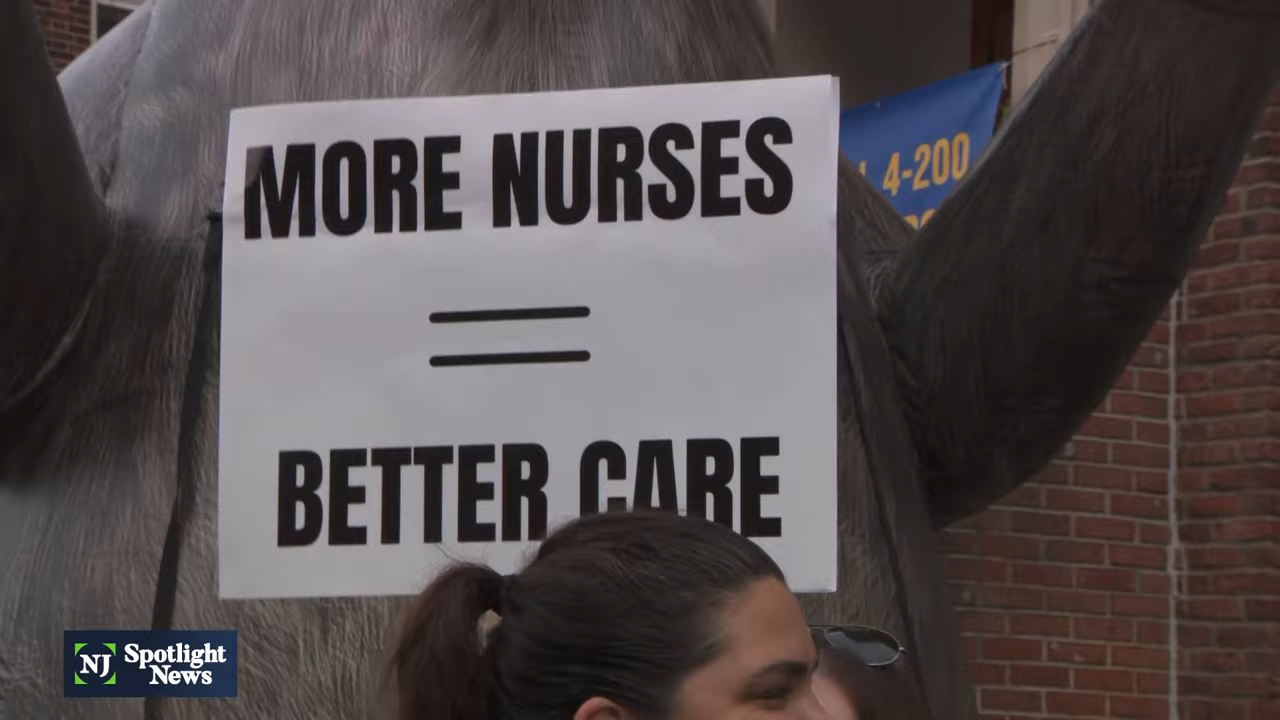 MORE NURSES
=
BETTER CARE
4-200
NJ Spotlight
News